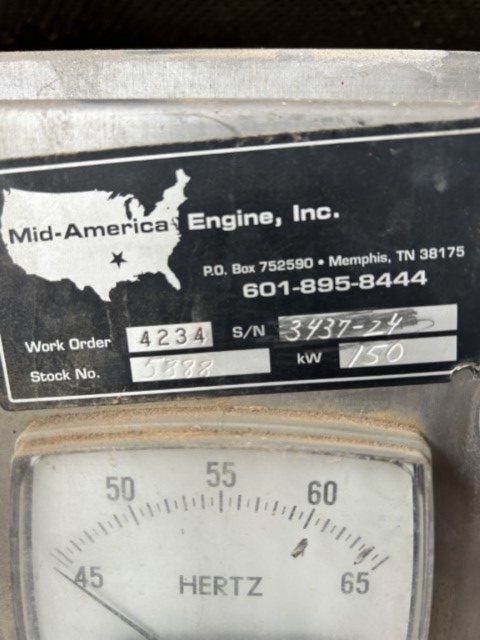 Mid-America Engine, Inc.
P.O. Box 752590 • Memphis, TN 38175
601-895-8444
Work Order 4234 S/N 3437-24
Stock No. 5888 kW 150
50 55 60
45 HERTZ 65